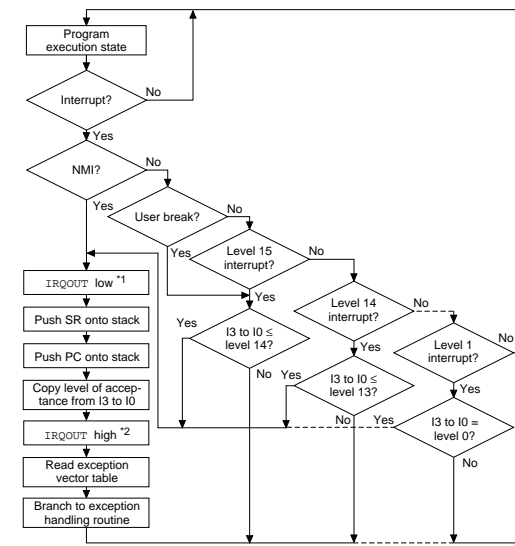 Program
execution state
Interrupt?
No
Yes
NMI?
No
Yes
User break?
No
Yes
Level 15
interrupt?
No
Yes
Level 14
interrupt?
No
Yes
Level 1
interrupt?
No
Yes
I3 to I0 ≤
level 14?
Yes
No
I3 to I0 ≤
level 13?
Yes
No
I3 to I0 =
level 0?
Yes
No
IRQOUT low *1
Push SR onto stack
Push PC onto stack
Copy level of accep-
tance from I3 to I0
IRQOUT high *2
Read exception
vector table
Branch to exception
handling routine